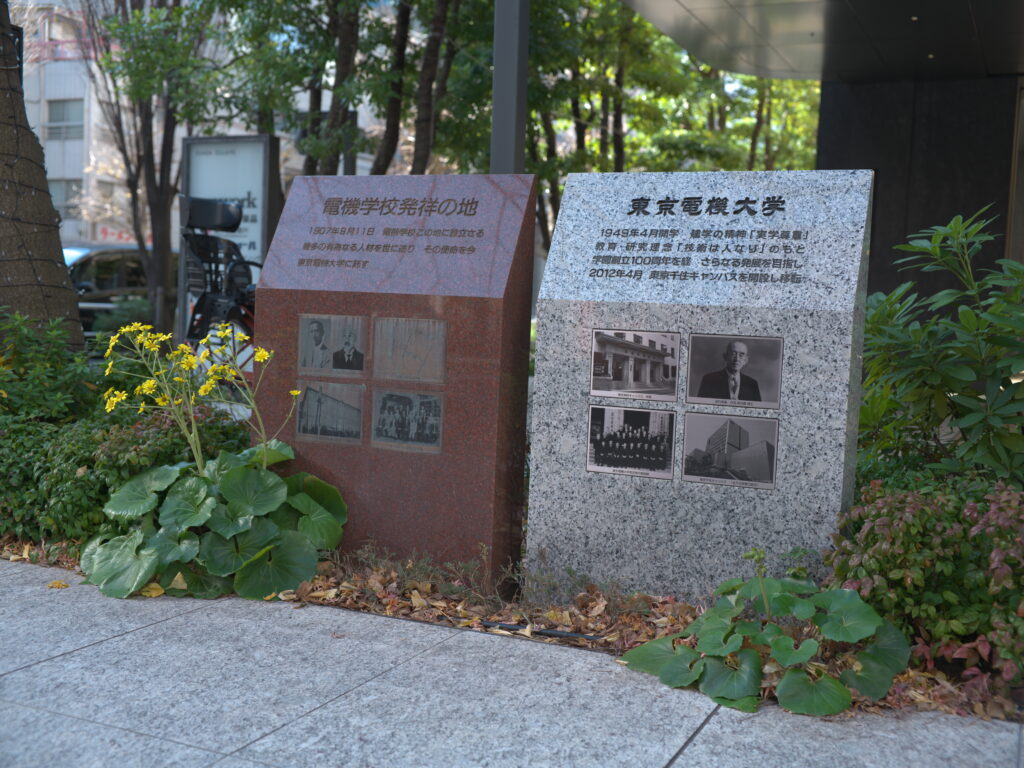 電機学校発祥の地
1907年9月11日 電機学校この地に設立さる
幾多の有為なる人材を世に送り その使命を今
東京電機大学に託す
東京電機大学
1949年4月開学 建学の精神「実学尊重」
教育・研究理念「技術は人なり」のもと
学園創立100周年を経 さらなる発展を目指し
2012年4月 東京千住キャンパスを開設し移転